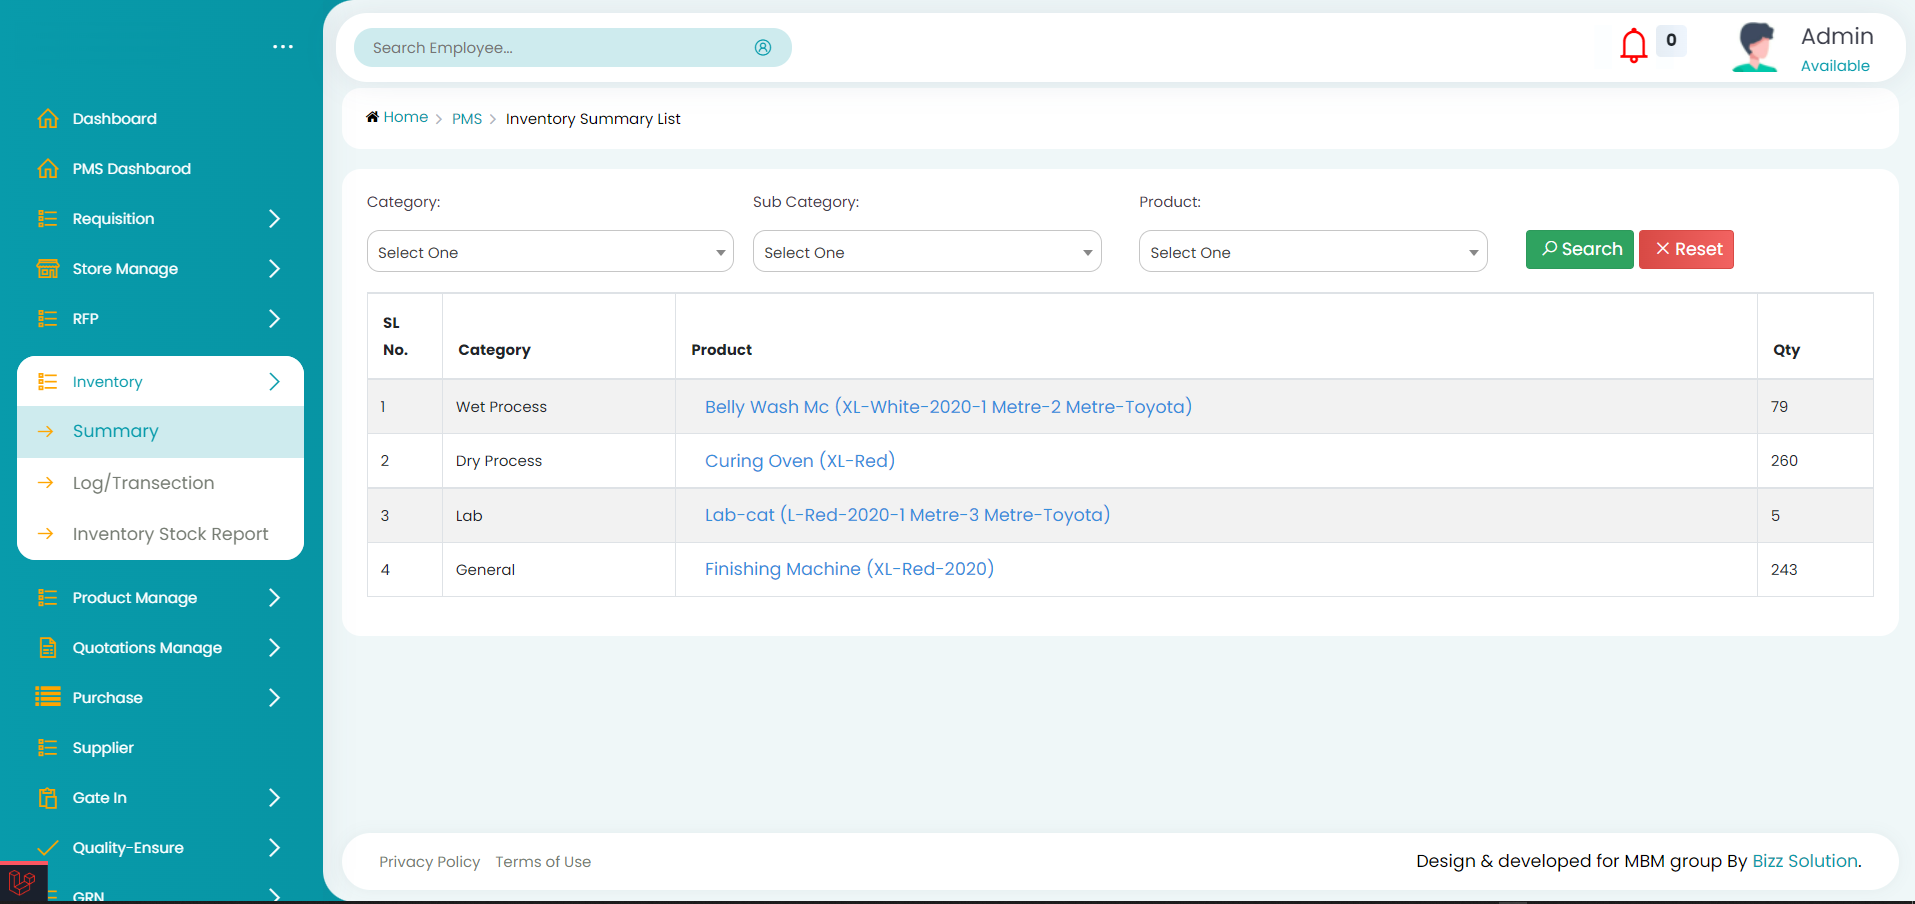 Search Employee...
0
Admin
Available
Dashboard
PMS Dashbarod
Requisition
Store Manage
RFP
Inventory
Summary
Log/Transection
Inventory Stock Report
Product Manage
Quotations Manage
Purchase
Supplier
Gate In
Quality-Ensure
GRN
Home > PMS > Inventory Summary List
Category: Sub Category: Product:
Select One Select One Select One Search Reset
SL No. Category Product Qty
1 Wet Process Belly Wash Mc (XL-White-2020-1 Metre-2 Metre-Toyota) 79
2 Dry Process Curing Oven (XL-Red) 260
3 Lab Lab-cat (L-Red-2020-1 Metre-3 Metre-Toyota) 5
4 General Finishing Machine (XL-Red-2020) 243
Privacy Policy Terms of Use
Design & developed for MBM group By Bizz Solution.